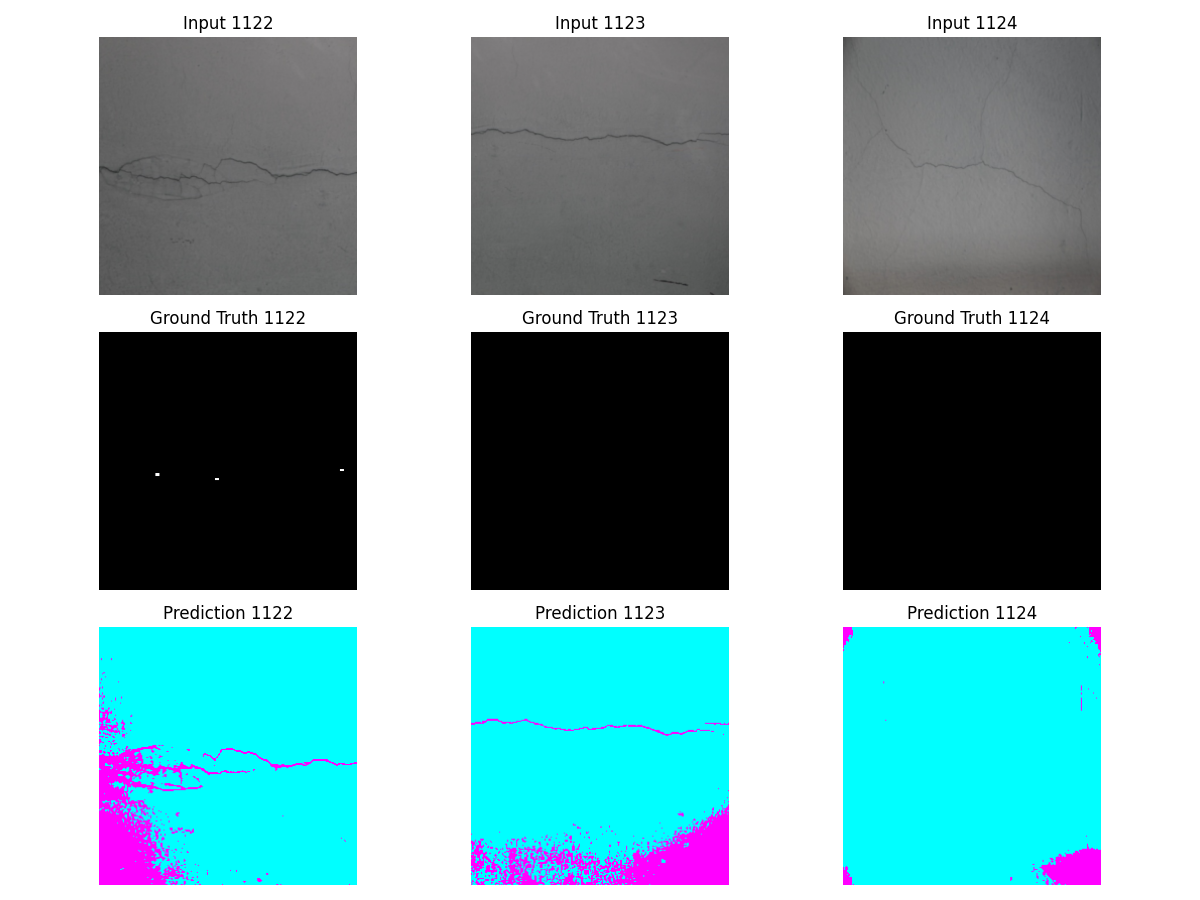 Input 1122
Input 1123
Input 1124
Ground Truth 1122
Ground Truth 1123
Ground Truth 1124
Prediction 1122
Prediction 1123
Prediction 1124